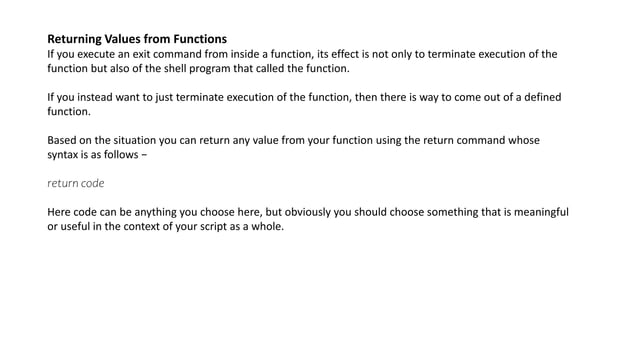 Returning Values from Functions
If you execute an exit command from inside a function, its effect is not only to terminate execution of the
function but also of the shell program that called the function.
If you instead want to just terminate execution of the function, then there is way to come out of a defined
function.
Based on the situation you can return any value from your function using the return command whose
syntax is as follows −
return code
Here code can be anything you choose here, but obviously you should choose something that is meaningful
or useful in the context of your script as a whole.